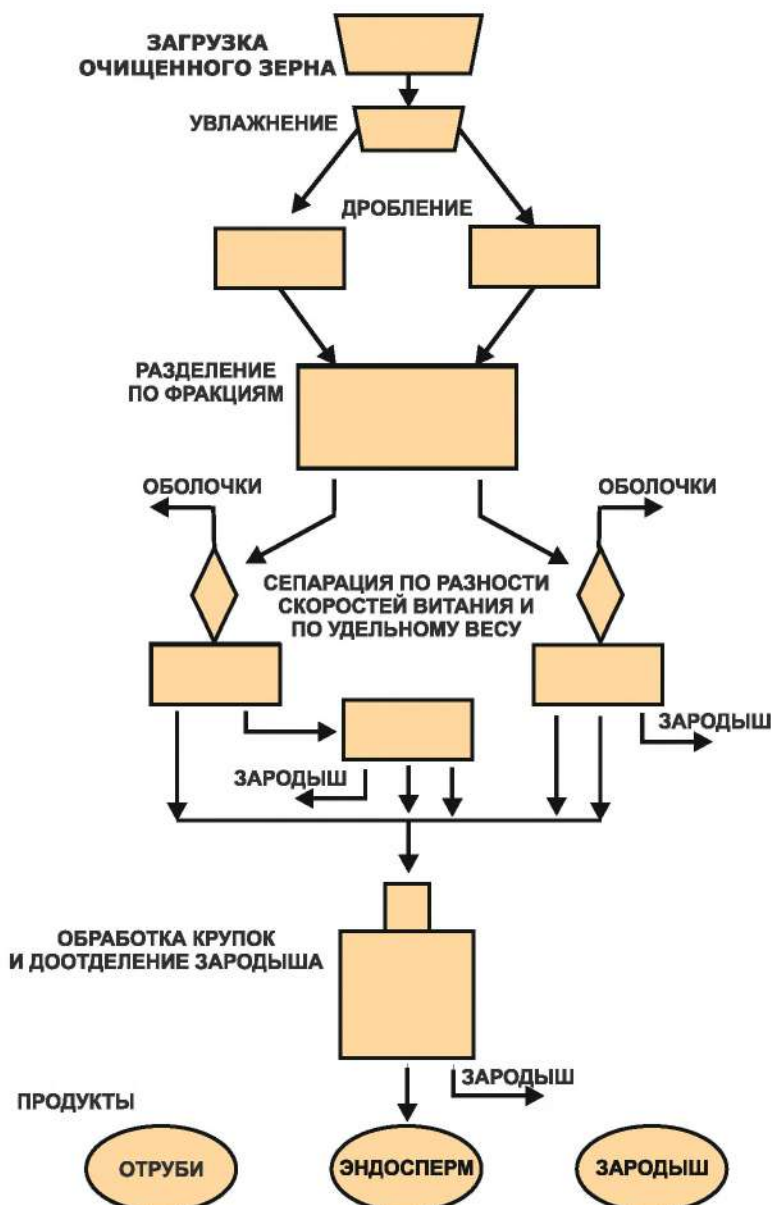 ЗАГРУЗКА
ОЧИЩЕННОГО ЗЕРНА
УВЛАЖНЕНИЕ
ДРОБЛЕНИЕ
РАЗДЕЛЕНИЕ
ПО ФРАКЦИЯМ
ОБОЛОЧКИ
ОБОЛОЧКИ
СЕПАРАЦИЯ ПО РАЗНОСТИ
СКОРОСТЕЙ ВИТАНИЯ И
ПО УДЕЛЬНОМУ ВЕСУ
ЗАРОДЫШ
ЗАРОДЫШ
ОБРАБОТКА КРУПОК
И ДООТДЕЛЕНИЕ ЗАРОДЫША
ЗАРОДЫШ
ПРОДУКТЫ
ОТРУБИ
ЭНДОСПЕРМ
ЗАРОДЫШ